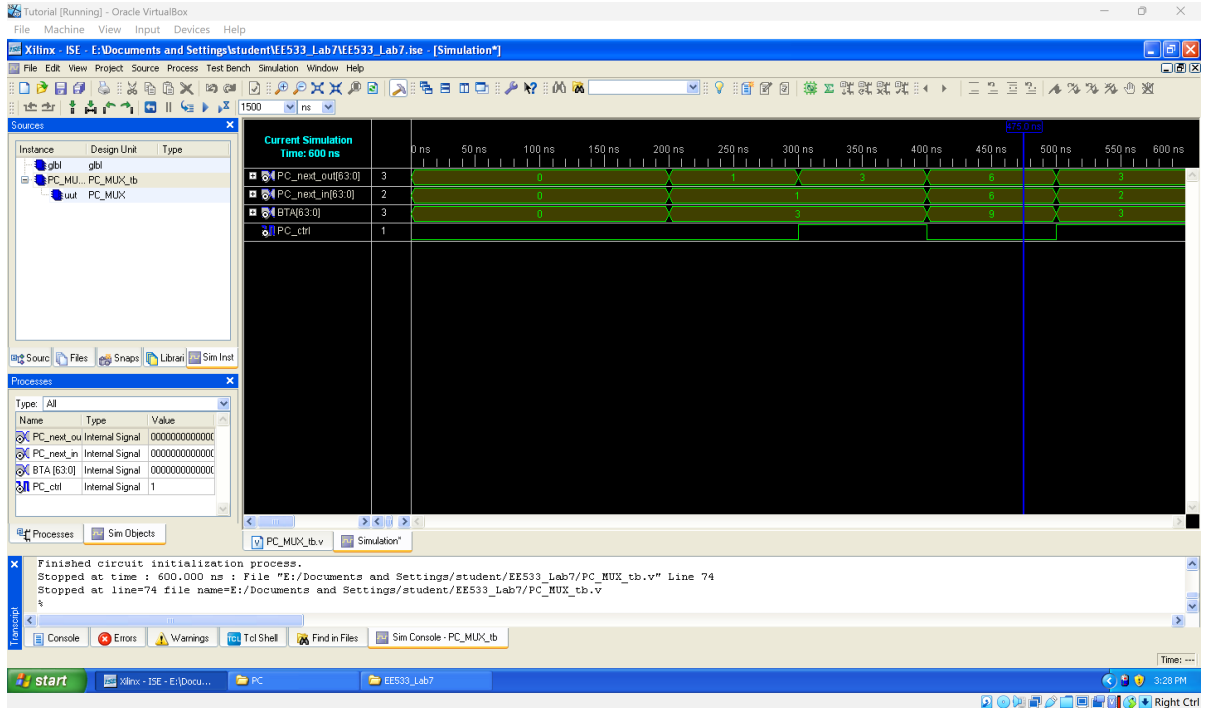 Tutorial [Running] - Oracle VirtualBox
File Machine View Input Devices Help
Xilinx - ISE - E:\Documents and Settings\student\EE533_Lab7\EE533_Lab7.ise - [Simulation*]
File Edit View Project Source Process Test Bench Simulation Window Help
1500 ns
Sources
Instance Design Unit Type
glbl glbl
PC_MU... PC_MUX_tb
uut PC_MUX
Sourc Files Snaps Librari Sim Inst
Processes
Type: All
Name Type Value
PC_next_ou Internal Signal 0000000000000
PC_next_in Internal Signal 0000000000000
BTA [63:0] Internal Signal 0000000000000
PC_ctrl Internal Signal 1
Processes Sim Objects
Current Simulation
Time: 600 ns
0 ns 50 ns 100 ns 150 ns 200 ns 250 ns 300 ns 350 ns 400 ns 450 ns 500 ns 550 ns 600 ns
PC_next_out[63:0] 3 0 1 3 6 3
PC_next_in[63:0] 2 0 1 6 2
BTA[63:0] 3 0 3 9 3
PC_ctrl 1
PC_MUX_tb.v Simulation*
Finished circuit initialization process.
Stopped at time : 600.000 ns : File "E:/Documents and Settings/student/EE533_Lab7/PC_MUX_tb.v" Line 74
Stopped at line=74 file name=E:/Documents and Settings/student/EE533_Lab7/PC_MUX_tb.v
%
Transcript
Console Errors Warnings Tcl Shell Find in Files Sim Console - PC_MUX_tb
Time: ---
start Xilinx - ISE - E:\Docu... PC EE533_Lab7 3:28 PM
Right Ctrl